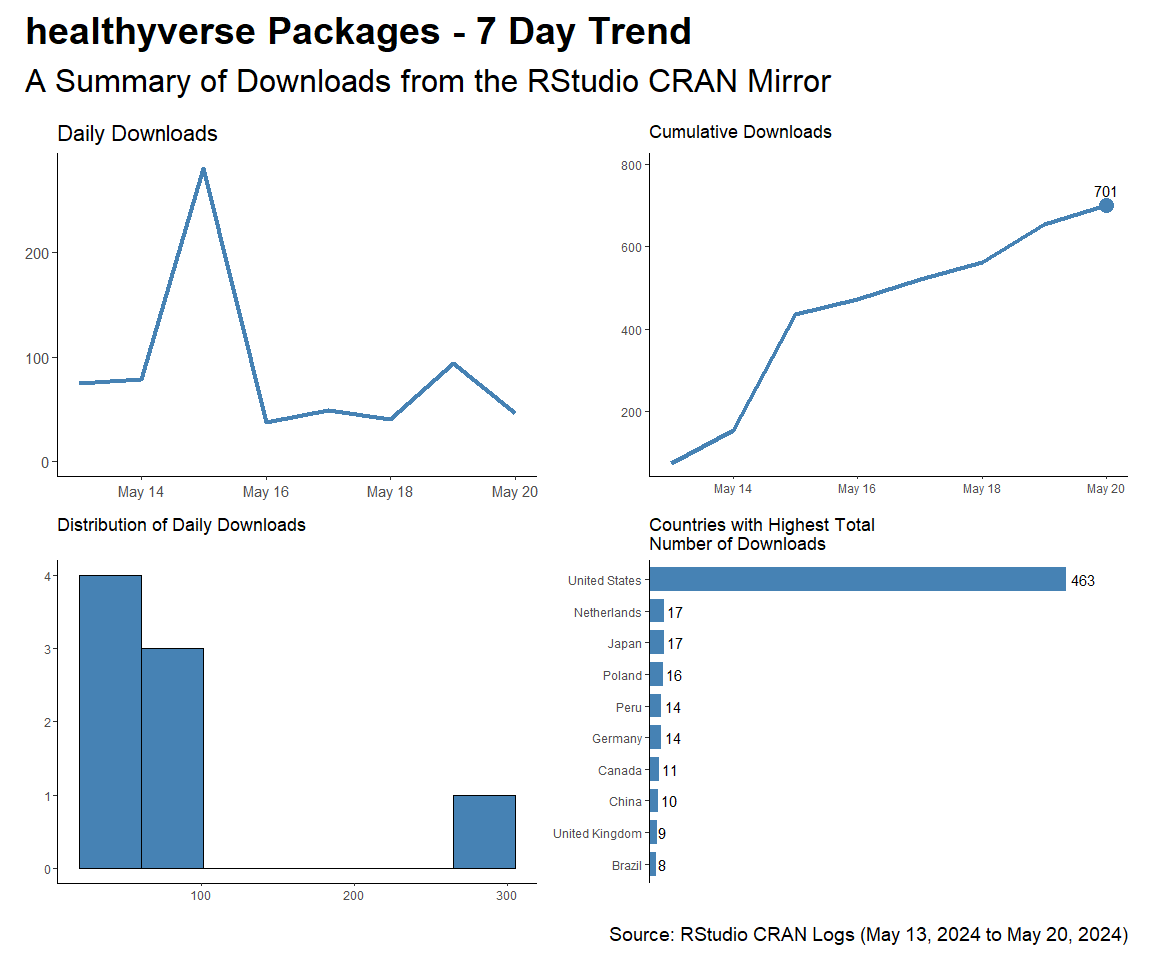 healthyverse Packages - 7 Day Trend
A Summary of Downloads from the RStudio CRAN Mirror
Daily Downloads
200
100
0
May 14
May 16
May 18
May 20
Cumulative Downloads
800
600
400
200
701
May 14
May 16
May 18
May 20
Distribution of Daily Downloads
4
3
2
1
0
100
200
300
Countries with Highest Total
Number of Downloads
United States 463
Netherlands 17
Japan 17
Poland 16
Peru 14
Germany 14
Canada 11
China 10
United Kingdom 9
Brazil 8
Source: RStudio CRAN Logs (May 13, 2024 to May 20, 2024)